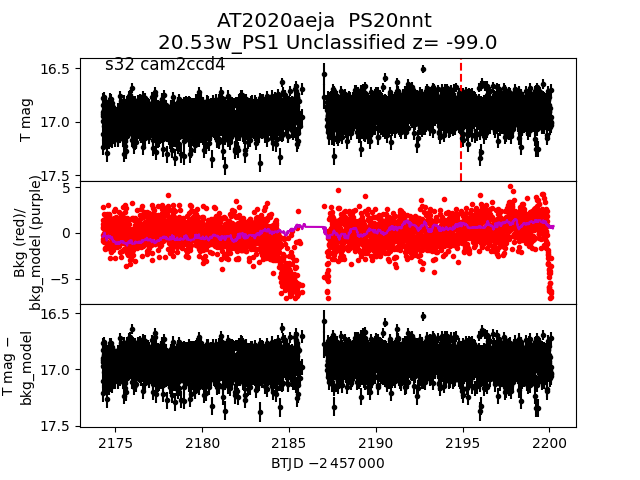 AT2020aeja PS20nnt
20.53w_PS1 Unclassified z= -99.0
s32 cam2ccd4
16.5
17.0
17.5
T mag
5
0
−5
Bkg (red)/
bkg_model (purple)
16.5
17.0
17.5
T mag −
bkg_model
2175
2180
2185
2190
2195
2200
BTJD −2 457 000